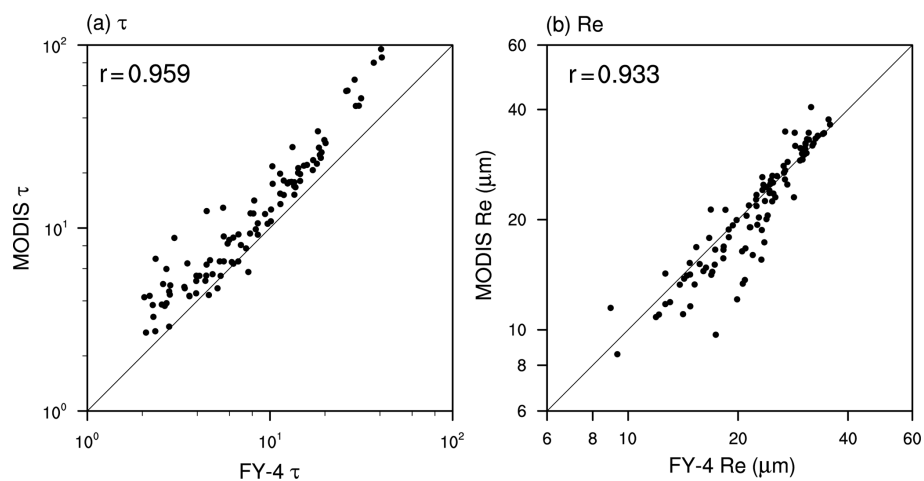 (a) τ
10²
r=0.959
10¹
10⁰
MODIS τ
10⁰ 10¹ 10²
FY-4 τ
(b) Re
60
r=0.933
40
20
10
8
6
MODIS Re (μm)
6 8 10 20 40 60
FY-4 Re (μm)